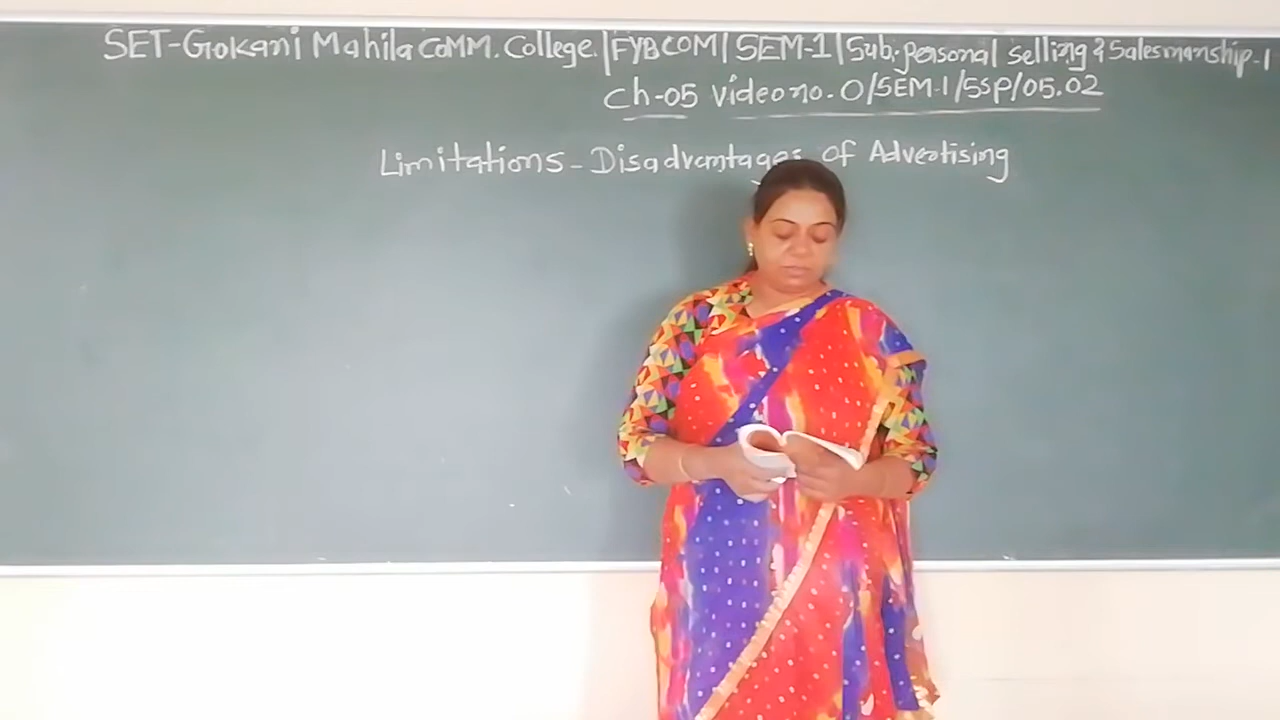 SET-Gokani Mahila COMM. College. | FYBCOM | SEM-1 | Sub: personal selling & Salesmanship-1
Ch-05 Video no. 0/SEM-1/SSP/05.02
Limitations - Disadvantages of Advertising